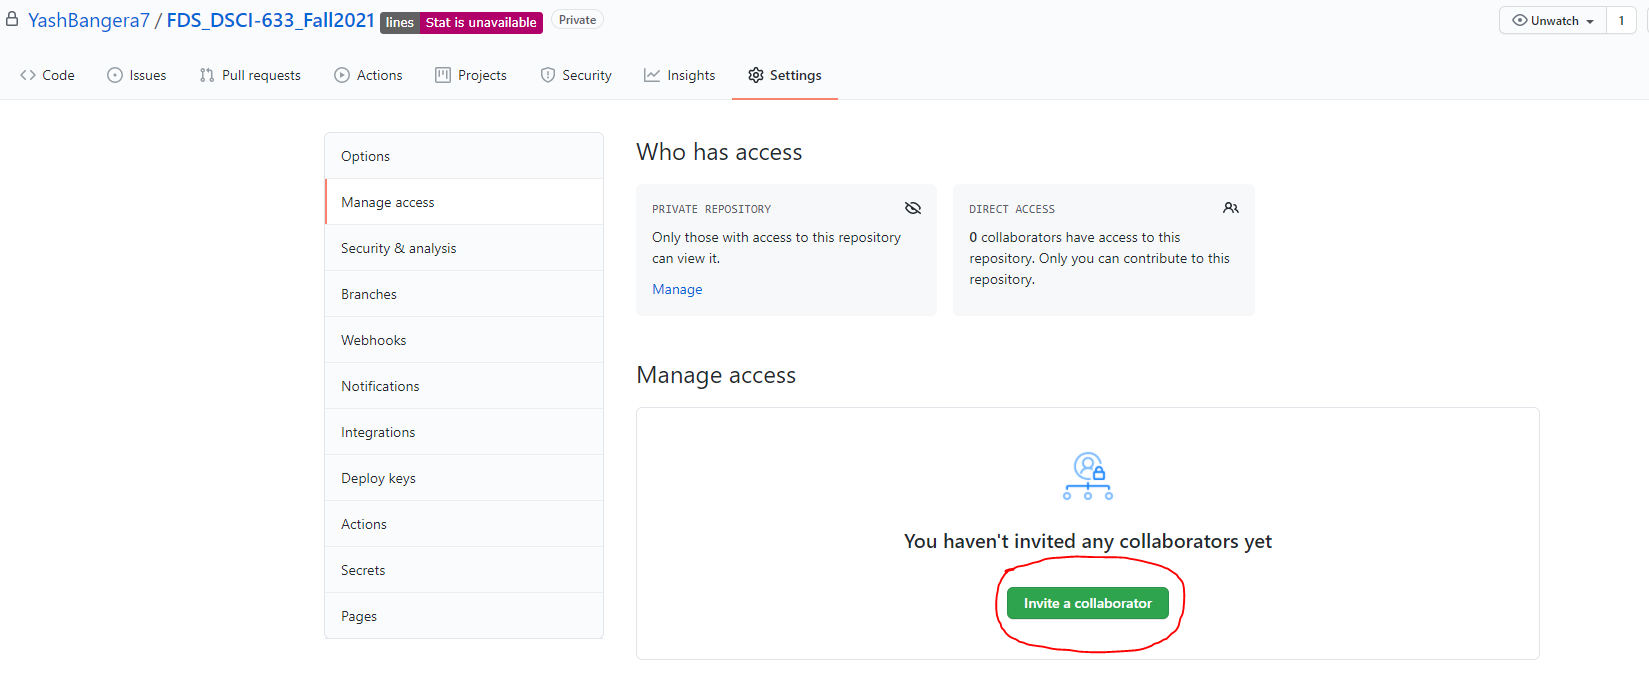 YashBangera7 / FDS_DSCI-633_Fall2021 lines Stat is unavailable Private
Unwatch 1
Code Issues Pull requests Actions Projects Security Insights Settings
Options
Manage access
Security & analysis
Branches
Webhooks
Notifications
Integrations
Deploy keys
Actions
Secrets
Pages
Who has access
PRIVATE REPOSITORY
Only those with access to this repository
can view it.
Manage
DIRECT ACCESS
0 collaborators have access to this
repository. Only you can contribute to this
repository.
Manage access
You haven't invited any collaborators yet
Invite a collaborator